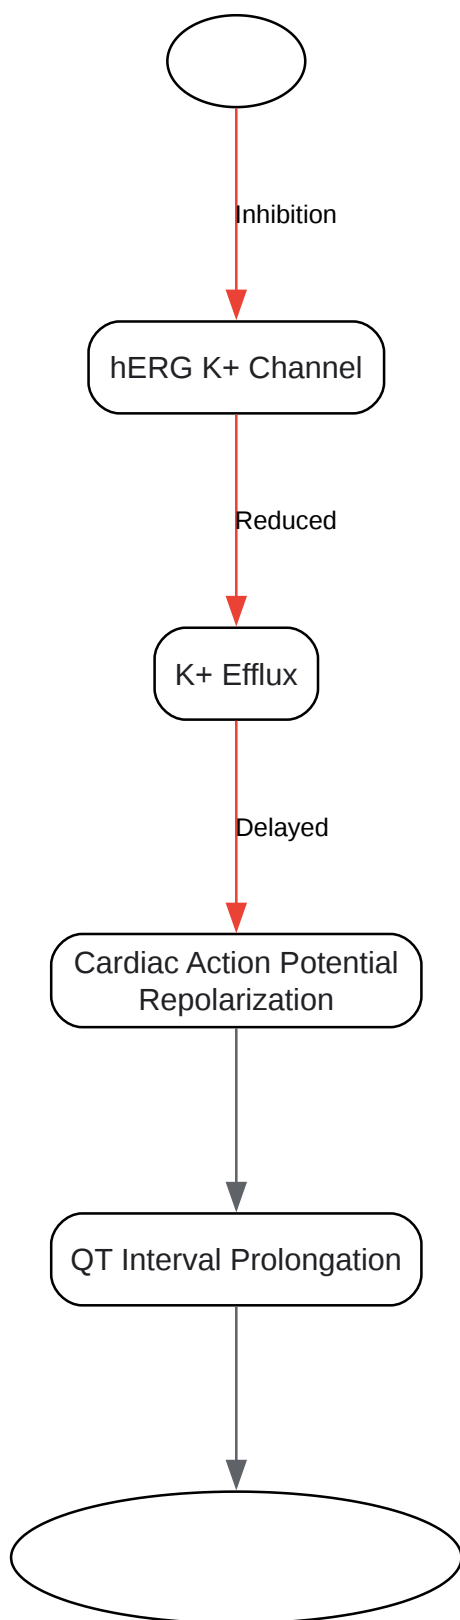 Inhibition
hERG K+ Channel
Reduced
K+ Efflux
Delayed
Cardiac Action Potential
Repolarization
QT Interval Prolongation